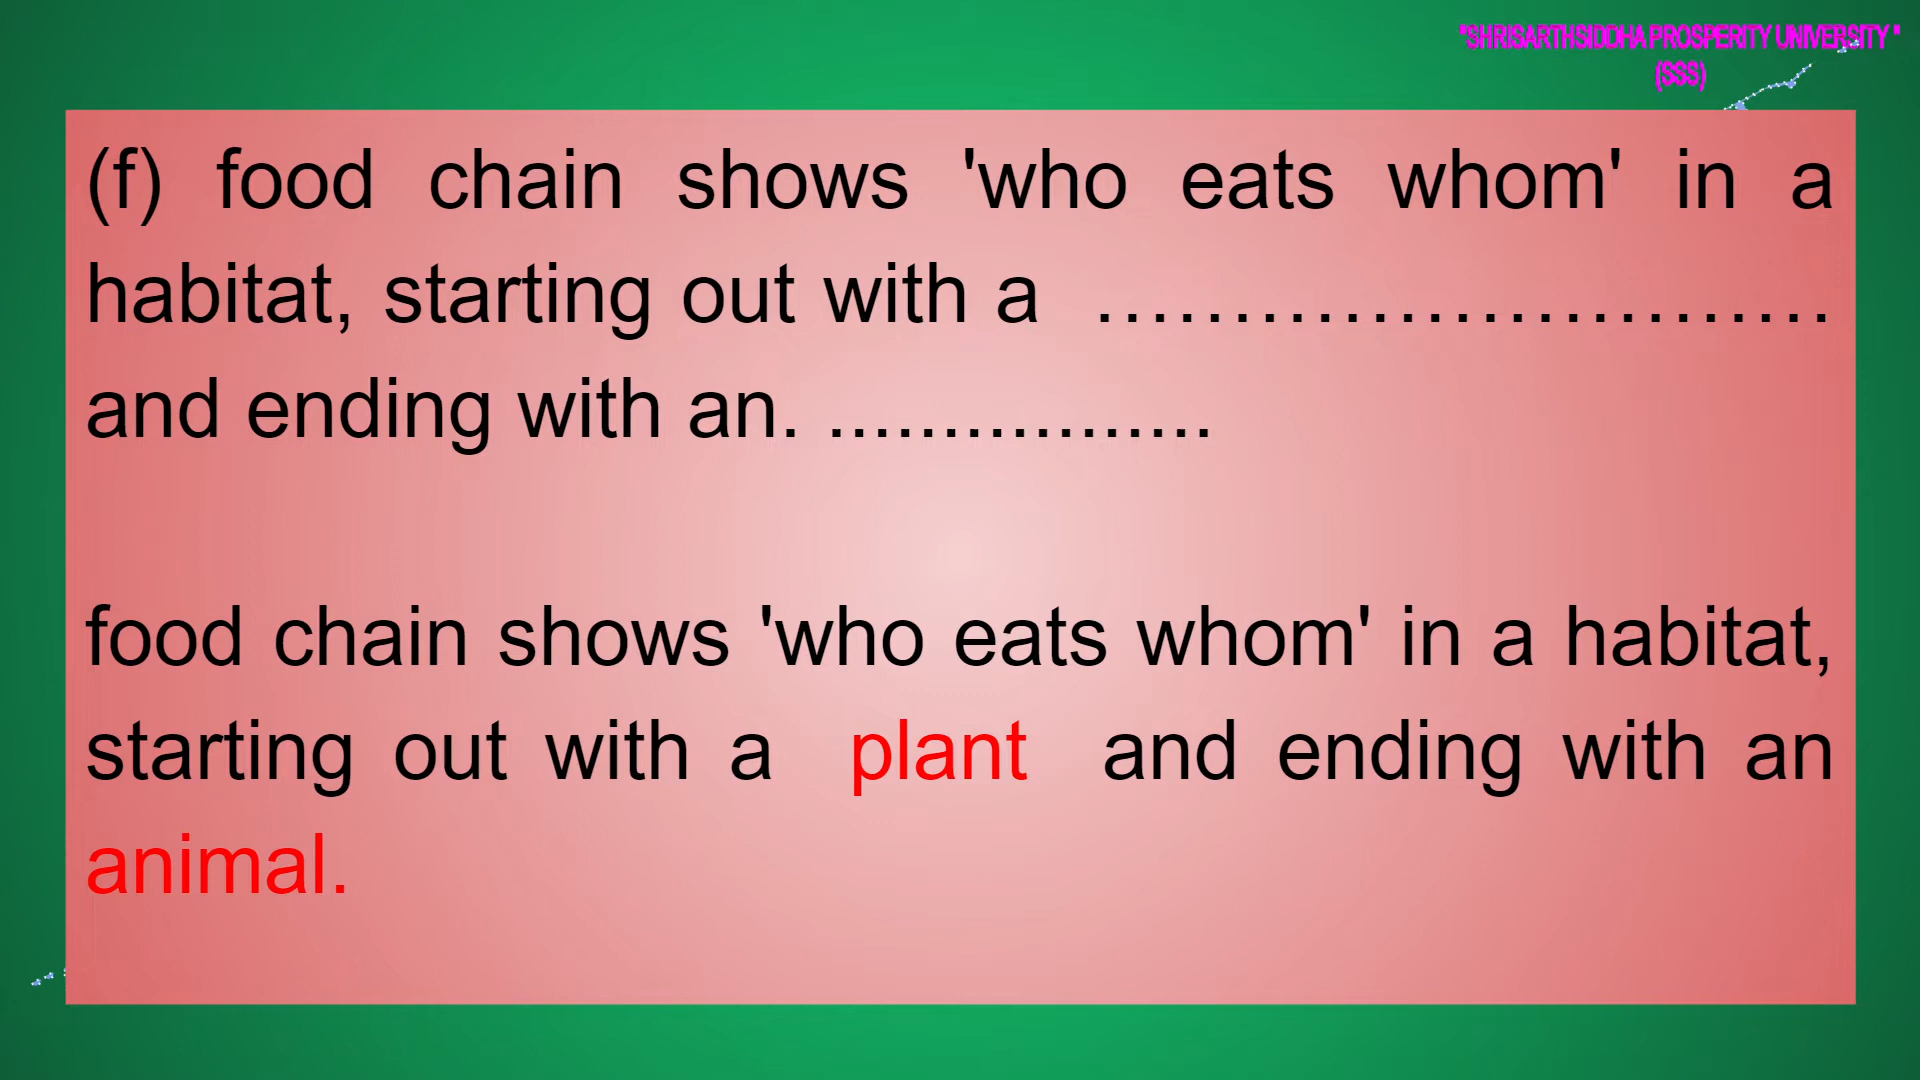 "SHRISARTHSIDDHA PROSPERITY UNIVERSITY "
(SSS)
(f) food chain shows 'who eats whom' in a
habitat, starting out with a ...........................
and ending with an. .................
food chain shows 'who eats whom' in a habitat,
starting out with a plant and ending with an
animal.